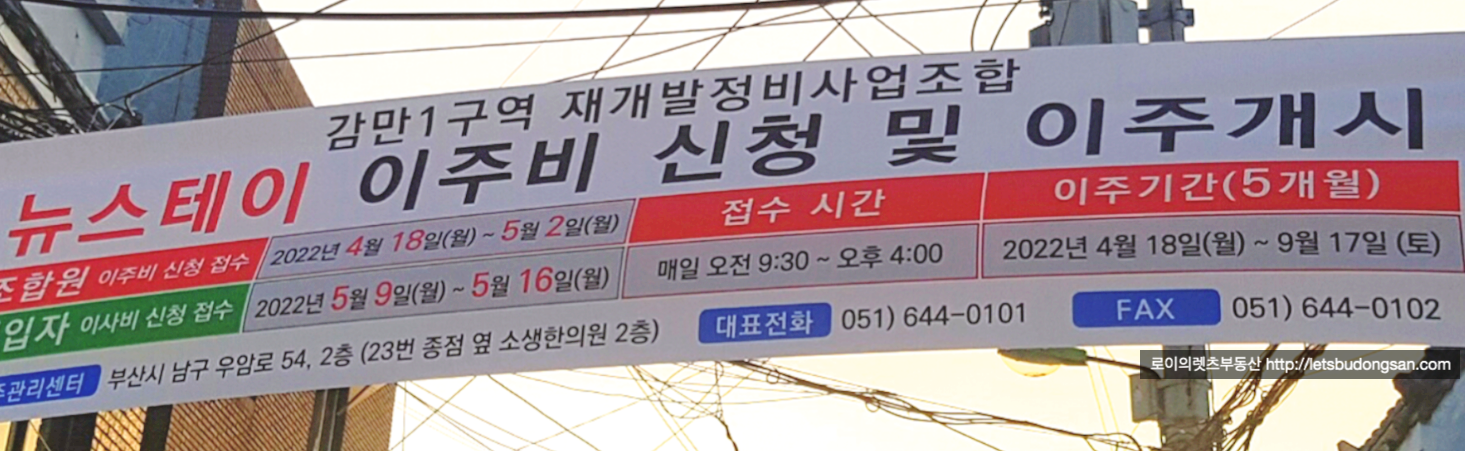 감만1구역 재개발정비사업조합
뉴스테이 이주비 신청 및 이주개시
조합원 이주비 신청 접수 2022년 4월 18일(월) ~ 5월 2일(월)
입자 이사비 신청 접수 2022년 5월 9일(월) ~ 5월 16일(월)
접수 시간
매일 오전 9:30 ~ 오후 4:00
이주기간(5개월)
2022년 4월 18일(월) ~ 9월 17일 (토)
주관리센터 부산시 남구 우암로 54, 2층 (23번 종점 옆 소생한의원 2층) 대표전화 051) 644-0101 FAX 051) 644-0102
로이의렛츠부동산 http://letsbudongsan.com